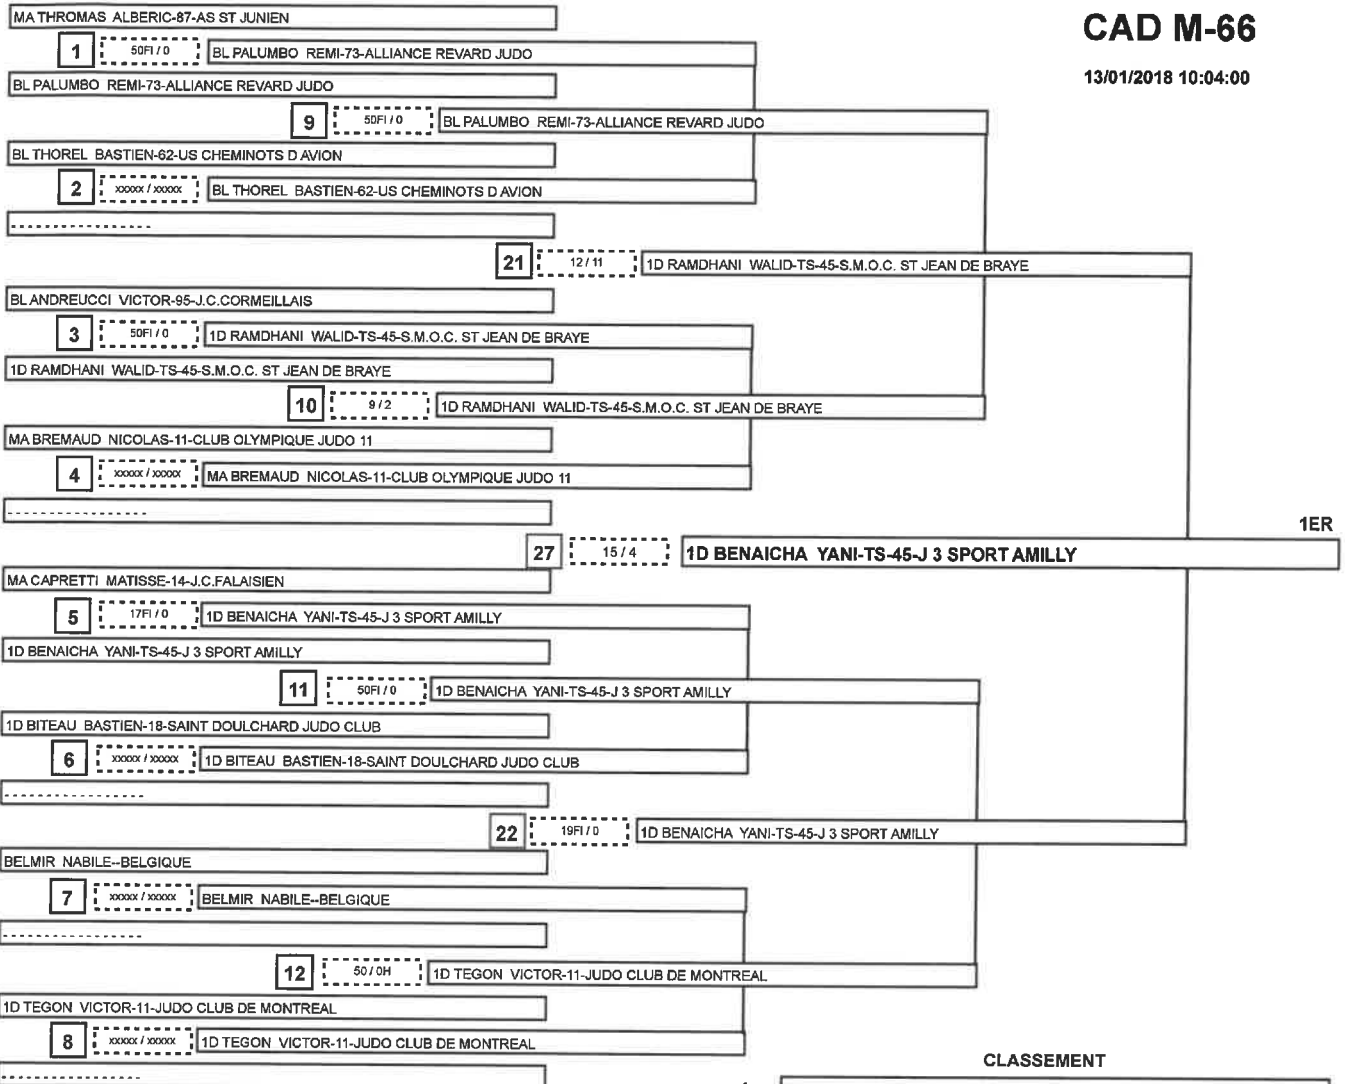 MA THROMAS ALBERIC-87-AS ST JUNIEN
CAD M-66
1 50FI / 0 BL PALUMBO REMI-73-ALLIANCE REVARD JUDO
13/01/2018 10:04:00
BL PALUMBO REMI-73-ALLIANCE REVARD JUDO
9 50FI / 0 BL PALUMBO REMI-73-ALLIANCE REVARD JUDO
BL THOREL BASTIEN-62-US CHEMINOTS D AVION
2 xxxxx / xxxxx BL THOREL BASTIEN-62-US CHEMINOTS D AVION
- - - - - - - - - - - - - - - -
21 12 / 11 1D RAMDHANI WALID-TS-45-S.M.O.C. ST JEAN DE BRAYE
BL ANDREUCCI VICTOR-95-J.C.CORMEILLAIS
3 50FI / 0 1D RAMDHANI WALID-TS-45-S.M.O.C. ST JEAN DE BRAYE
1D RAMDHANI WALID-TS-45-S.M.O.C. ST JEAN DE BRAYE
10 9 / 2 1D RAMDHANI WALID-TS-45-S.M.O.C. ST JEAN DE BRAYE
MA BREMAUD NICOLAS-11-CLUB OLYMPIQUE JUDO 11
4 xxxxx / xxxxx MA BREMAUD NICOLAS-11-CLUB OLYMPIQUE JUDO 11
- - - - - - - - - - - - - - - -
1ER
27 15 / 4 1D BENAICHA YANI-TS-45-J 3 SPORT AMILLY
MA CAPRETTI MATISSE-14-J.C.FALAISIEN
5 17FI / 0 1D BENAICHA YANI-TS-45-J 3 SPORT AMILLY
1D BENAICHA YANI-TS-45-J 3 SPORT AMILLY
11 50FI / 0 1D BENAICHA YANI-TS-45-J 3 SPORT AMILLY
1D BITEAU BASTIEN-18-SAINT DOULCHARD JUDO CLUB
6 xxxxx / xxxxx 1D BITEAU BASTIEN-18-SAINT DOULCHARD JUDO CLUB
- - - - - - - - - - - - - - - -
22 19FI / 0 1D BENAICHA YANI-TS-45-J 3 SPORT AMILLY
BELMIR NABILE--BELGIQUE
7 xxxxx / xxxxx BELMIR NABILE--BELGIQUE
- - - - - - - - - - - - - - - -
12 50 / 0H 1D TEGON VICTOR-11-JUDO CLUB DE MONTREAL
1D TEGON VICTOR-11-JUDO CLUB DE MONTREAL
8 xxxxx / xxxxx 1D TEGON VICTOR-11-JUDO CLUB DE MONTREAL
CLASSEMENT
- - - - - - - - - - - - - - - -